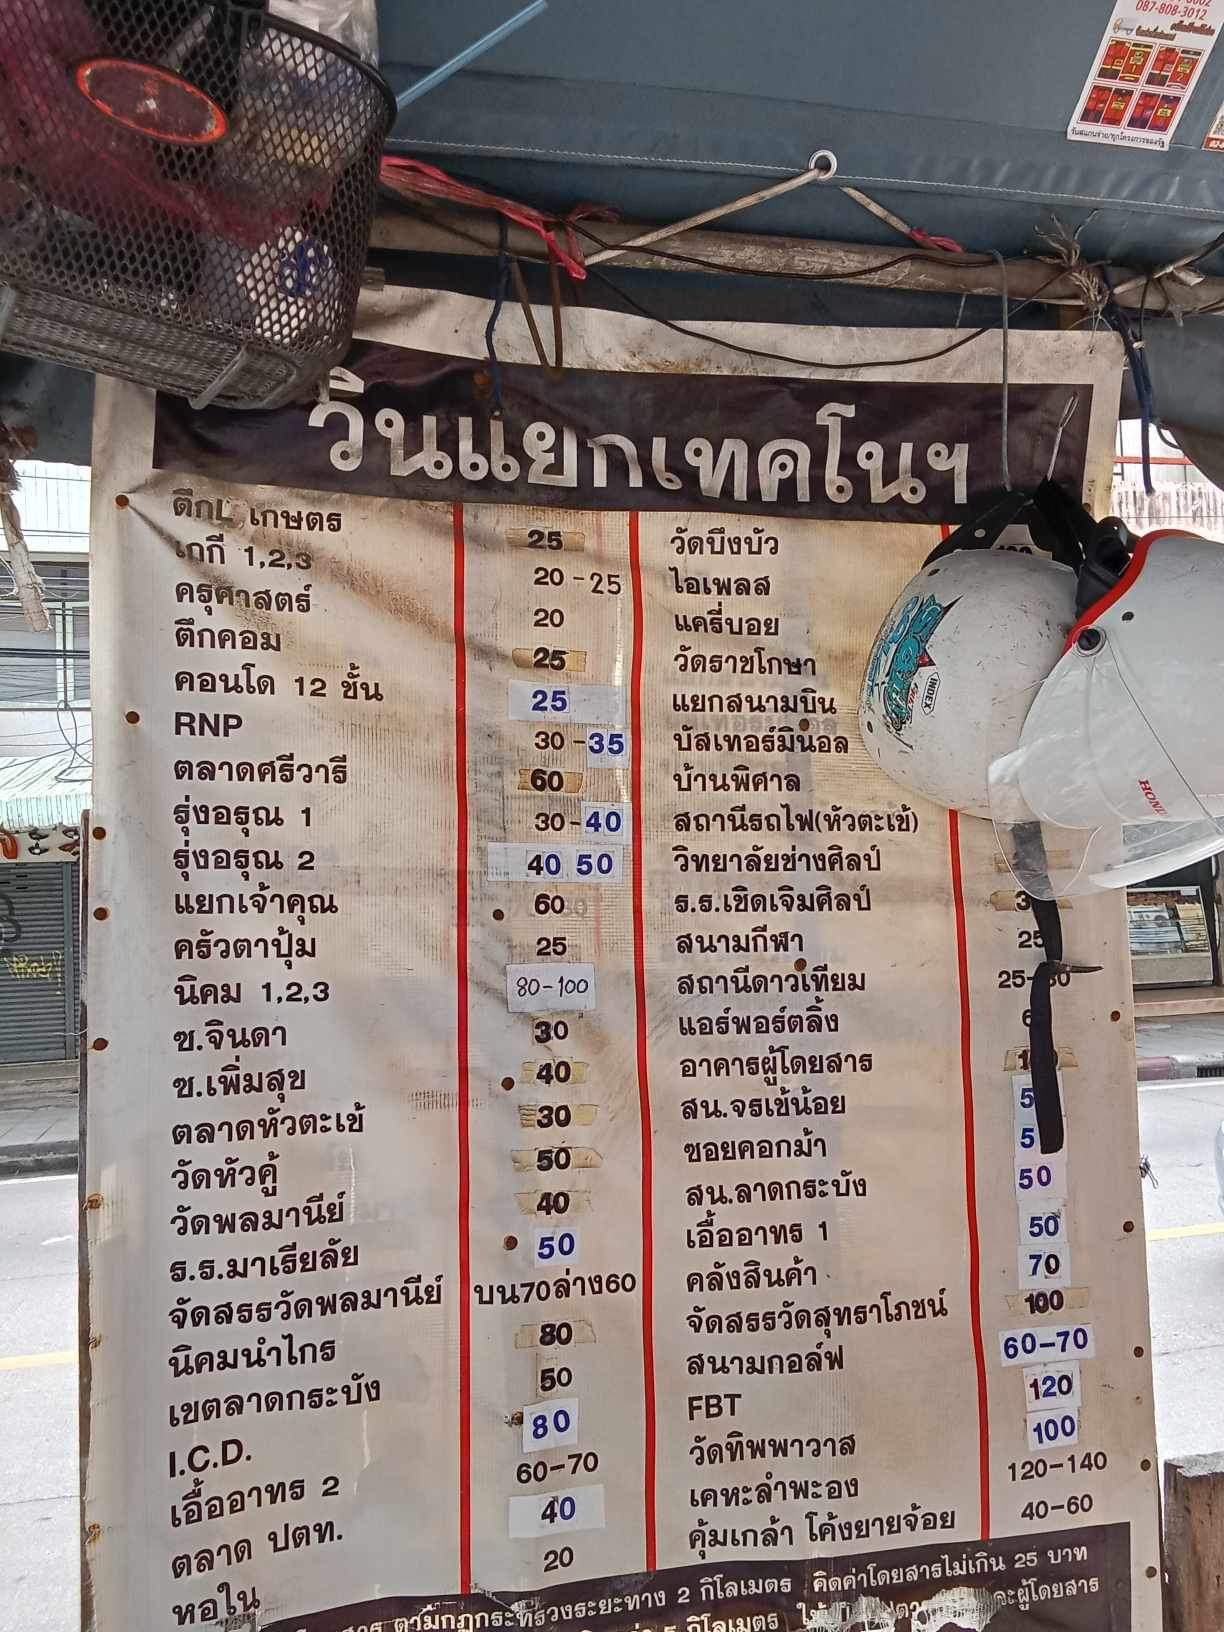 087-808-3012
รับสแกนจ่ายทุกโครงการของรัฐ
วินแยกเทคโนฯ
เกษตร 25
เกกี 1,2,3 20-25
ครุศาสตร์ 20
ตึกคอม 25
คอนโด 12 ชั้น 25
RNP 30-35
ตลาดศรีวารี 60
รุ่งอรุณ 1 30-40
รุ่งอรุณ 2 40 50
แยกเจ้าคุณ 60
ครัวตาปุ้ม 25
นิคม 1,2,3 80-100
ซ.จินดา 30
ซ.เพิ่มสุข 40
ตลาดหัวตะเข้ 30
วัดหัวคู้ 50
วัดพลมานีย์ 40
ร.ร.มาเรียลัย 50
จัดสรรวัดพลมานีย์ บน70ล่าง60
นิคมนำไกร 80
เขตลาดกระบัง 50
I.C.D. 80
เอื้ออาทร 2 60-70
ตลาด ปตท. 40
หอใน 20
วัดบึงบัว
ไอเพลส
แครี่บอย
วัดราชโกษา
แยกสนามบิน
บัสเทอร์มินอล
บ้านพิศาล
สถานีรถไฟ(หัวตะเข้)
วิทยาลัยช่างศิลป์
ร.ร.เชิดเจิมศิลป์
สนามกีฬา 25
สถานีดาวเทียม 25-30
แอร์พอร์ตลิ้ง
อาคารผู้โดยสาร
สน.จรเข้น้อย
ซอยคอกม้า
สน.ลาดกระบัง 50
เอื้ออาทร 1 50
คลังสินค้า 70
จัดสรรวัดสุทธาโภชน์ 100
สนามกอล์ฟ 60-70
FBT 120
วัดทิพพาวาส 100
เคหะลำพะอง 120-140
คุ้มเกล้า โค้งยายจ้อย 40-60
ตามกฎกระทรวงระยะทาง 2 กิโลเมตร คิดค่าโดยสารไม่เกิน 25 บาท
5 กิโลเมตร ผู้โดยสาร
INDEX
HONDA